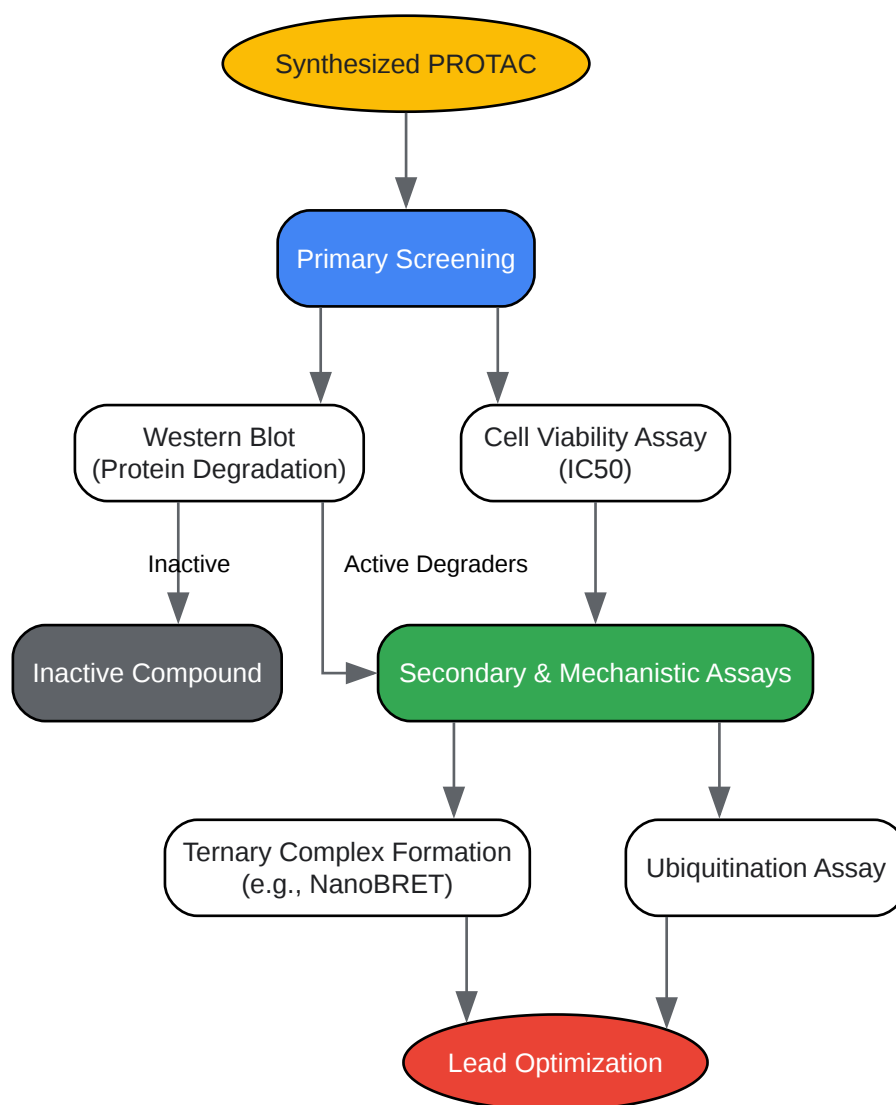 Synthesized PROTAC
Primary Screening
Western Blot
(Protein Degradation)
Cell Viability Assay
(IC50)
Inactive
Active Degraders
Inactive Compound
Secondary & Mechanistic Assays
Ternary Complex Formation
(e.g., NanoBRET)
Ubiquitination Assay
Lead Optimization